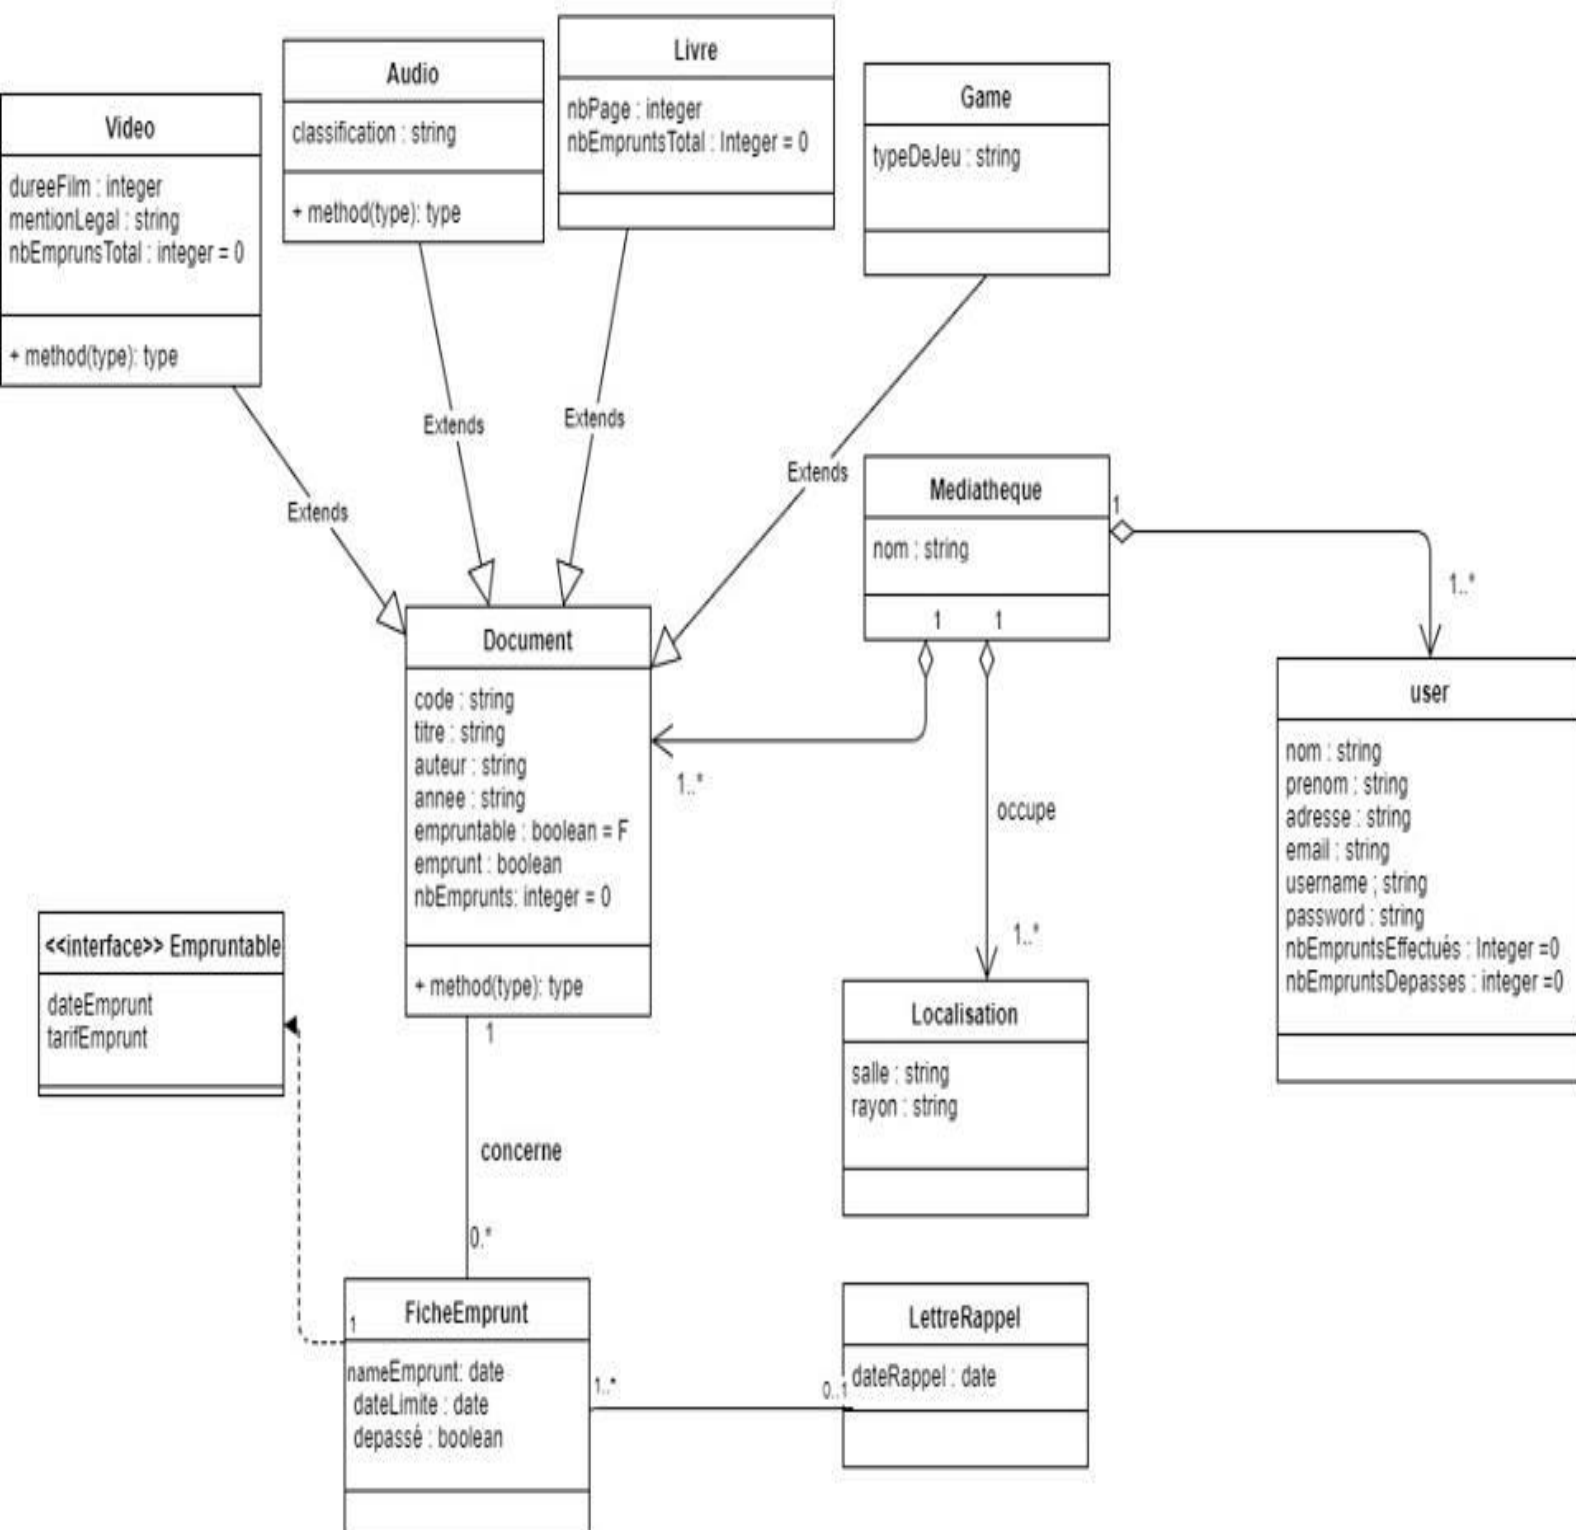 Video
dureeFilm : integer
mentionLegal : string
nbEmprunsTotal : integer = 0
+ method(type): type
Audio
classification : string
+ method(type): type
Livre
nbPage : integer
nbEmpruntsTotal : Integer = 0
Game
typeDeJeu : string
Extends
Extends
Extends
Extends
Mediatheque
nom : string
1
1
1
1..*
1..*
occupe
1..*
Document
code : string
titre : string
auteur : string
annee : string
empruntable : boolean = F
emprunt : boolean
nbEmprunts: integer = 0
+ method(type): type
user
nom : string
prenom : string
adresse : string
email : string
username ; string
password : string
nbEmpruntsEffectués : Integer =0
nbEmpruntsDepasses : integer =0
<<interface>> Empruntable
dateEmprunt
tarifEmprunt
Localisation
salle : string
rayon : string
1
concerne
0.*
FicheEmprunt
1
nameEmprunt: date
dateLimite : date
depassé : boolean
1..*
0..1
LettreRappel
dateRappel : date